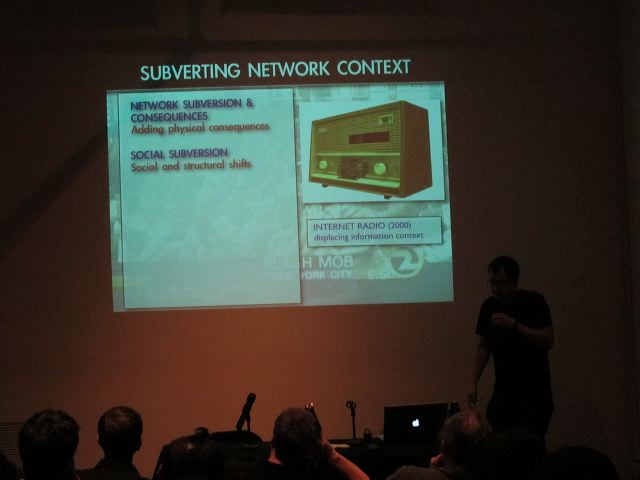 SUBVERTING NETWORK CONTEXT
NETWORK SUBVERSION &
CONSEQUENCES
Adding physical consequences
SOCIAL SUBVERSION
Social and structural shifts
INTERNET RADIO (2000)
displacing information context
FLASH MOB
NEW YORK CITY
2